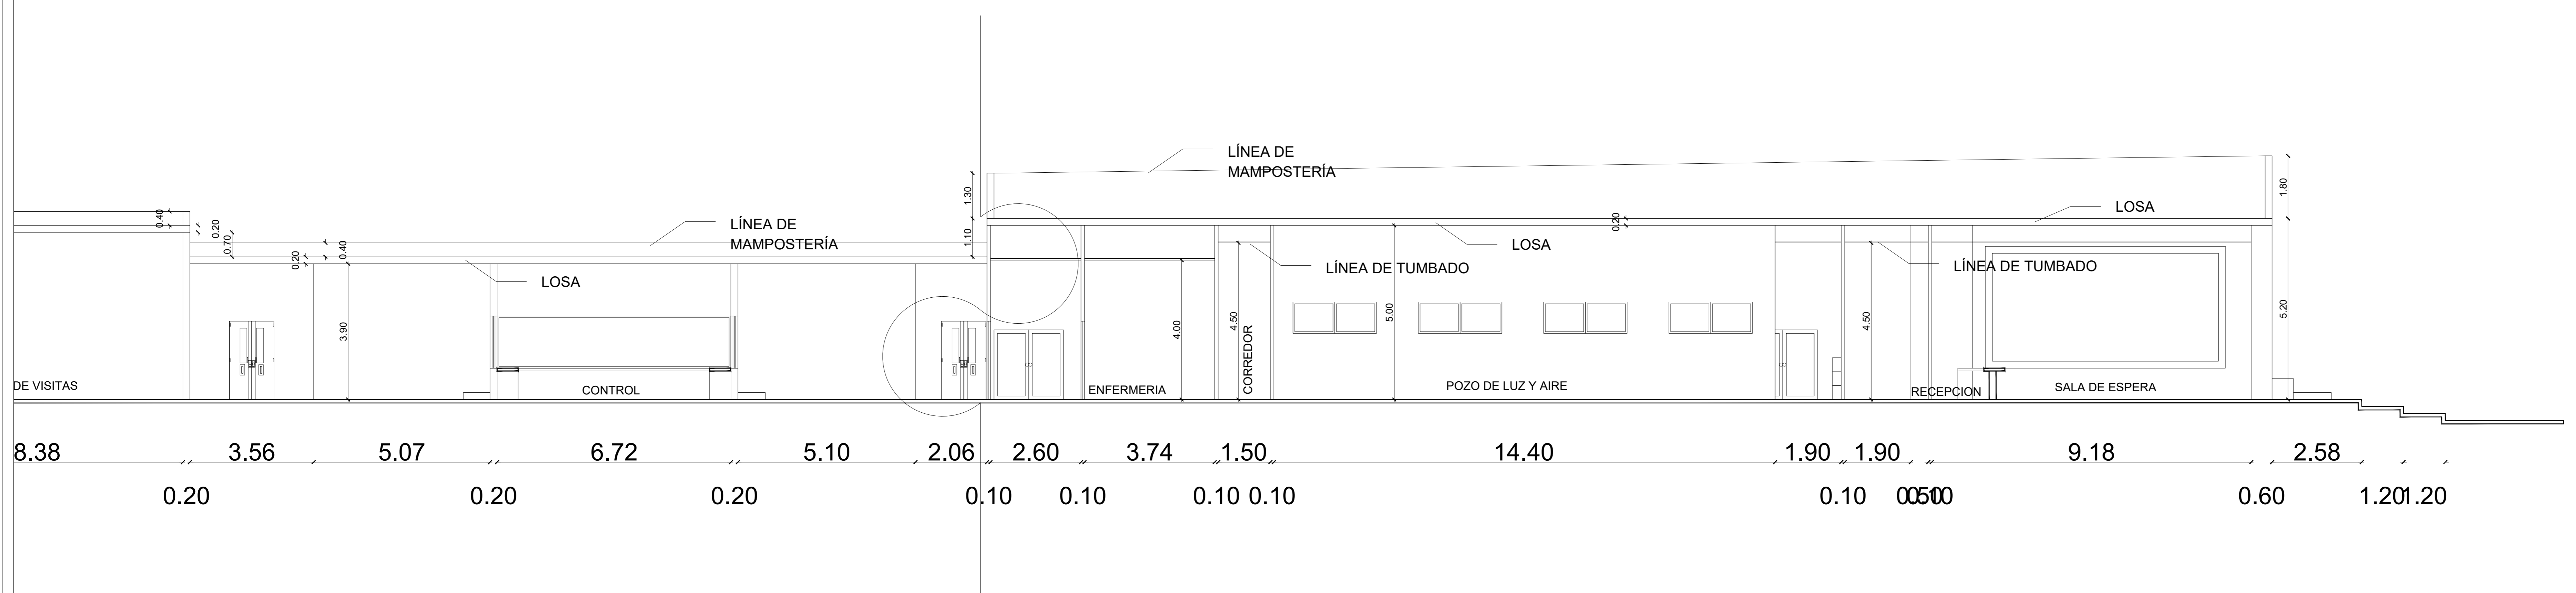 LÍNEA DE
MAMPOSTERÍA
LOSA
LÍNEA DE
MAMPOSTERÍA
LOSA
LOSA
LÍNEA DE TUMBADO
LÍNEA DE TUMBADO
0.40
0.20
0.70
0.20
0.40
3.90
1.30
1.10
4.00
4.50
5.00
0.20
4.50
1.80
5.20
DE VISITAS
CONTROL
ENFERMERIA
CORREDOR
POZO DE LUZ Y AIRE
RECEPCION
SALA DE ESPERA
8.38 3.56 5.07 6.72 5.10 2.06 2.60 3.74 1.50 14.40 1.90 1.90 9.18 2.58
0.20 0.20 0.20 0.10 0.10 0.10 0.10 0.10 0.50 0.10 0.60 1.20 1.20